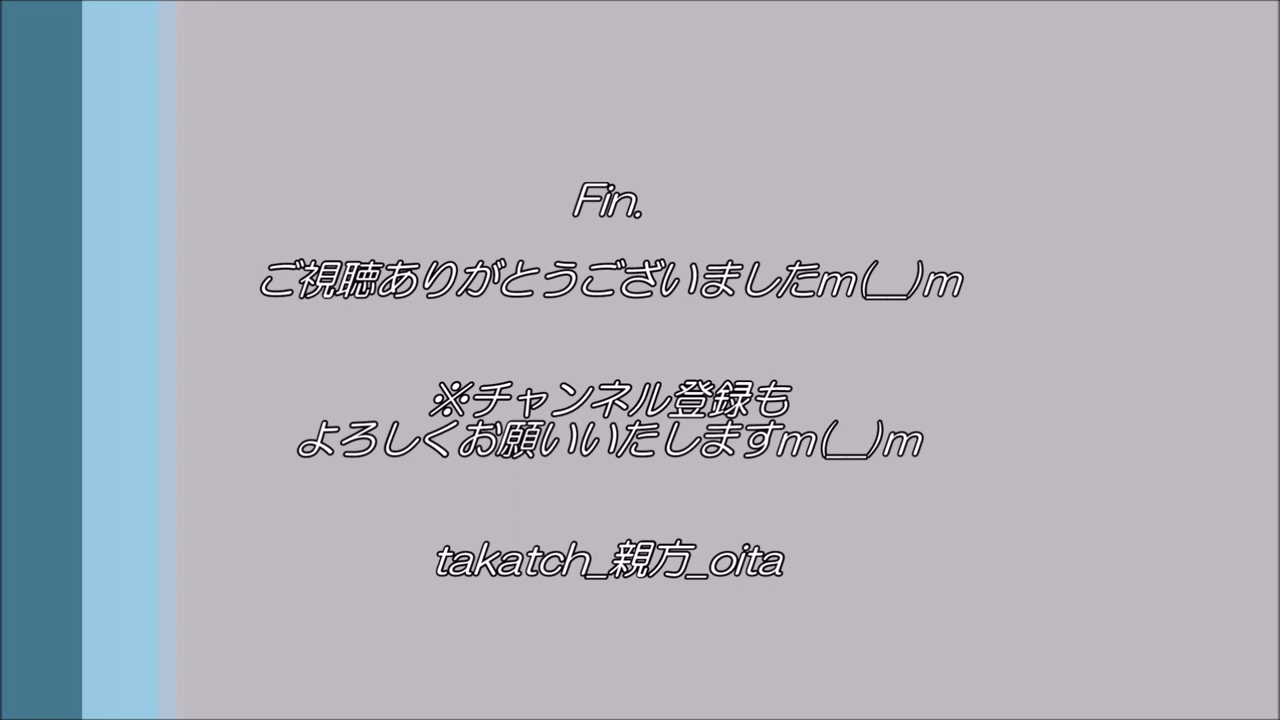 Fin.
ご視聴ありがとうございましたm(__)m
※チャンネル登録も
よろしくお願いいたしますm(__)m
takatch_親方_oita